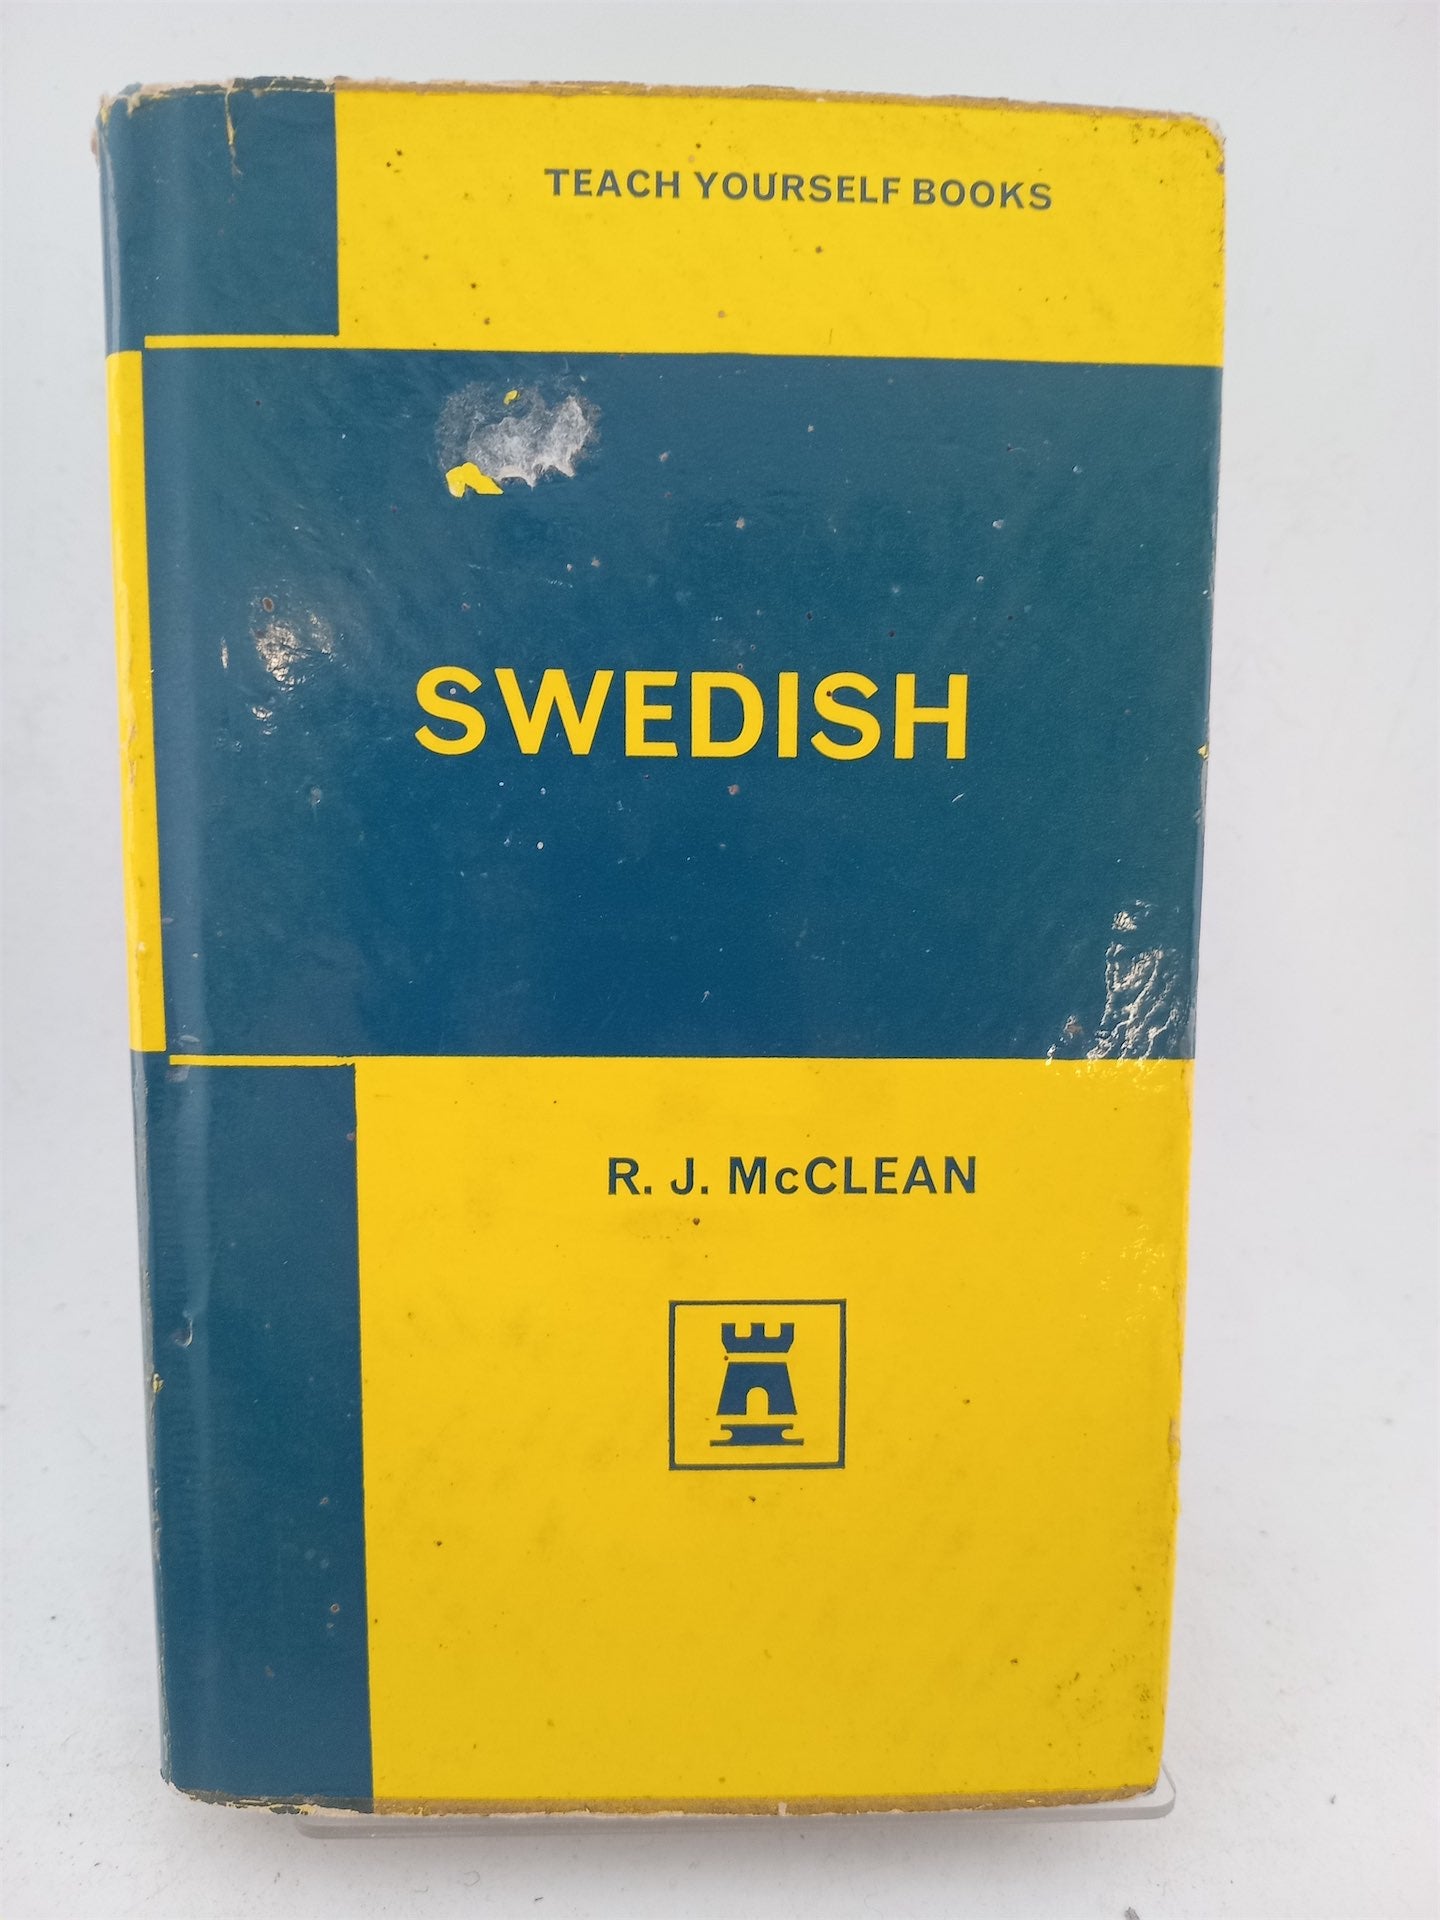 TEACH YOURSELF BOOKS
SWEDISH
R. J. McCLEAN